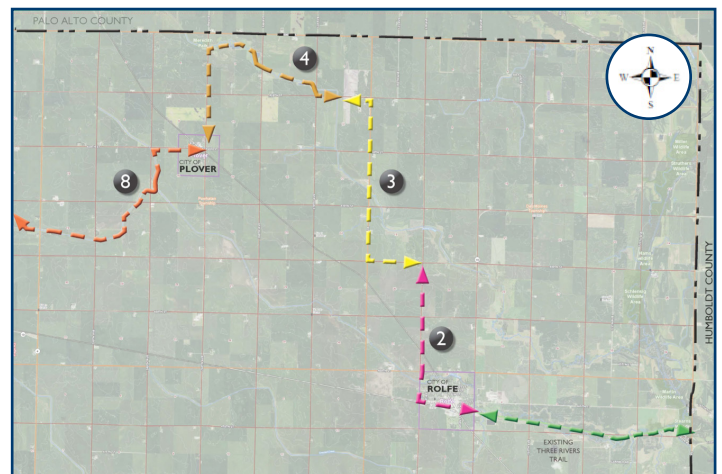 PALO ALTO COUNTY
N
W
E
S
4
8
CITY OF
PLOVER
3
HUMBOLDT COUNTY
2
CITY OF
ROLFE
EXISTING
THREE RIVERS
TRAIL